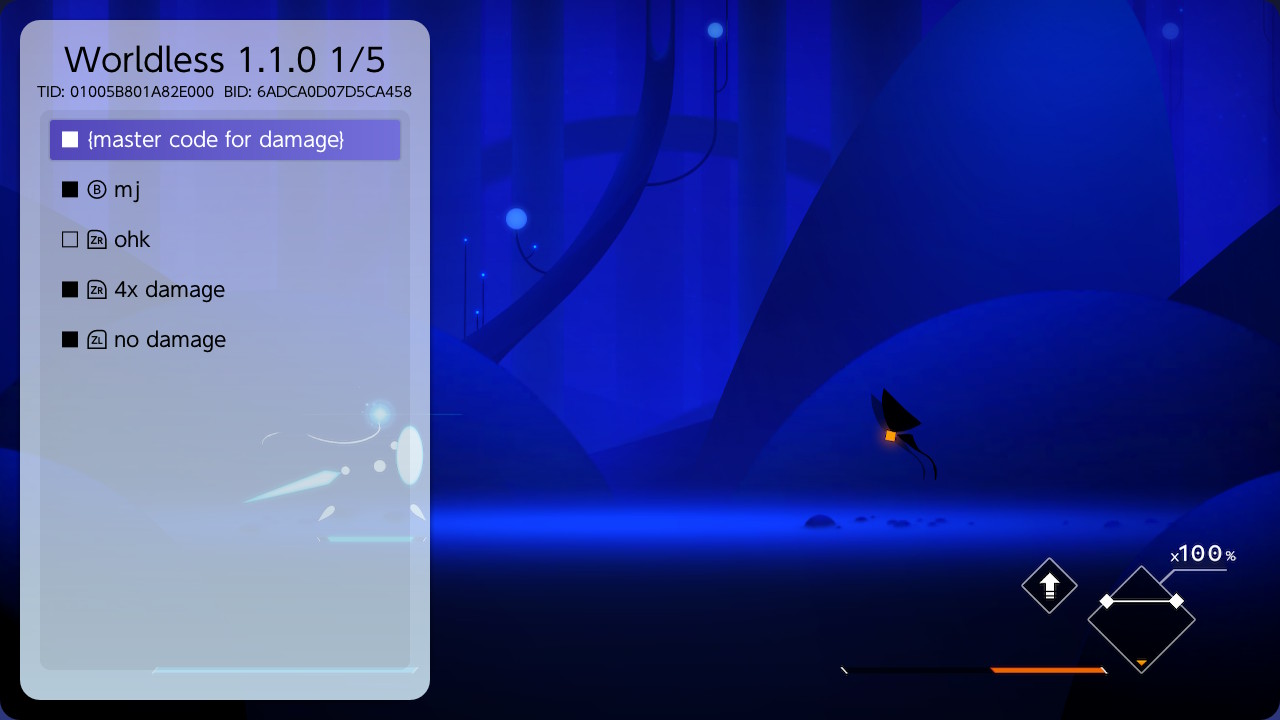 Worldless 1.1.0 1/5
TID: 01005B801A82E000 BID: 6ADCA0D07D5CA458
{master code for damage}
B mj
ZR ohk
ZR 4x damage
ZL no damage
x100%